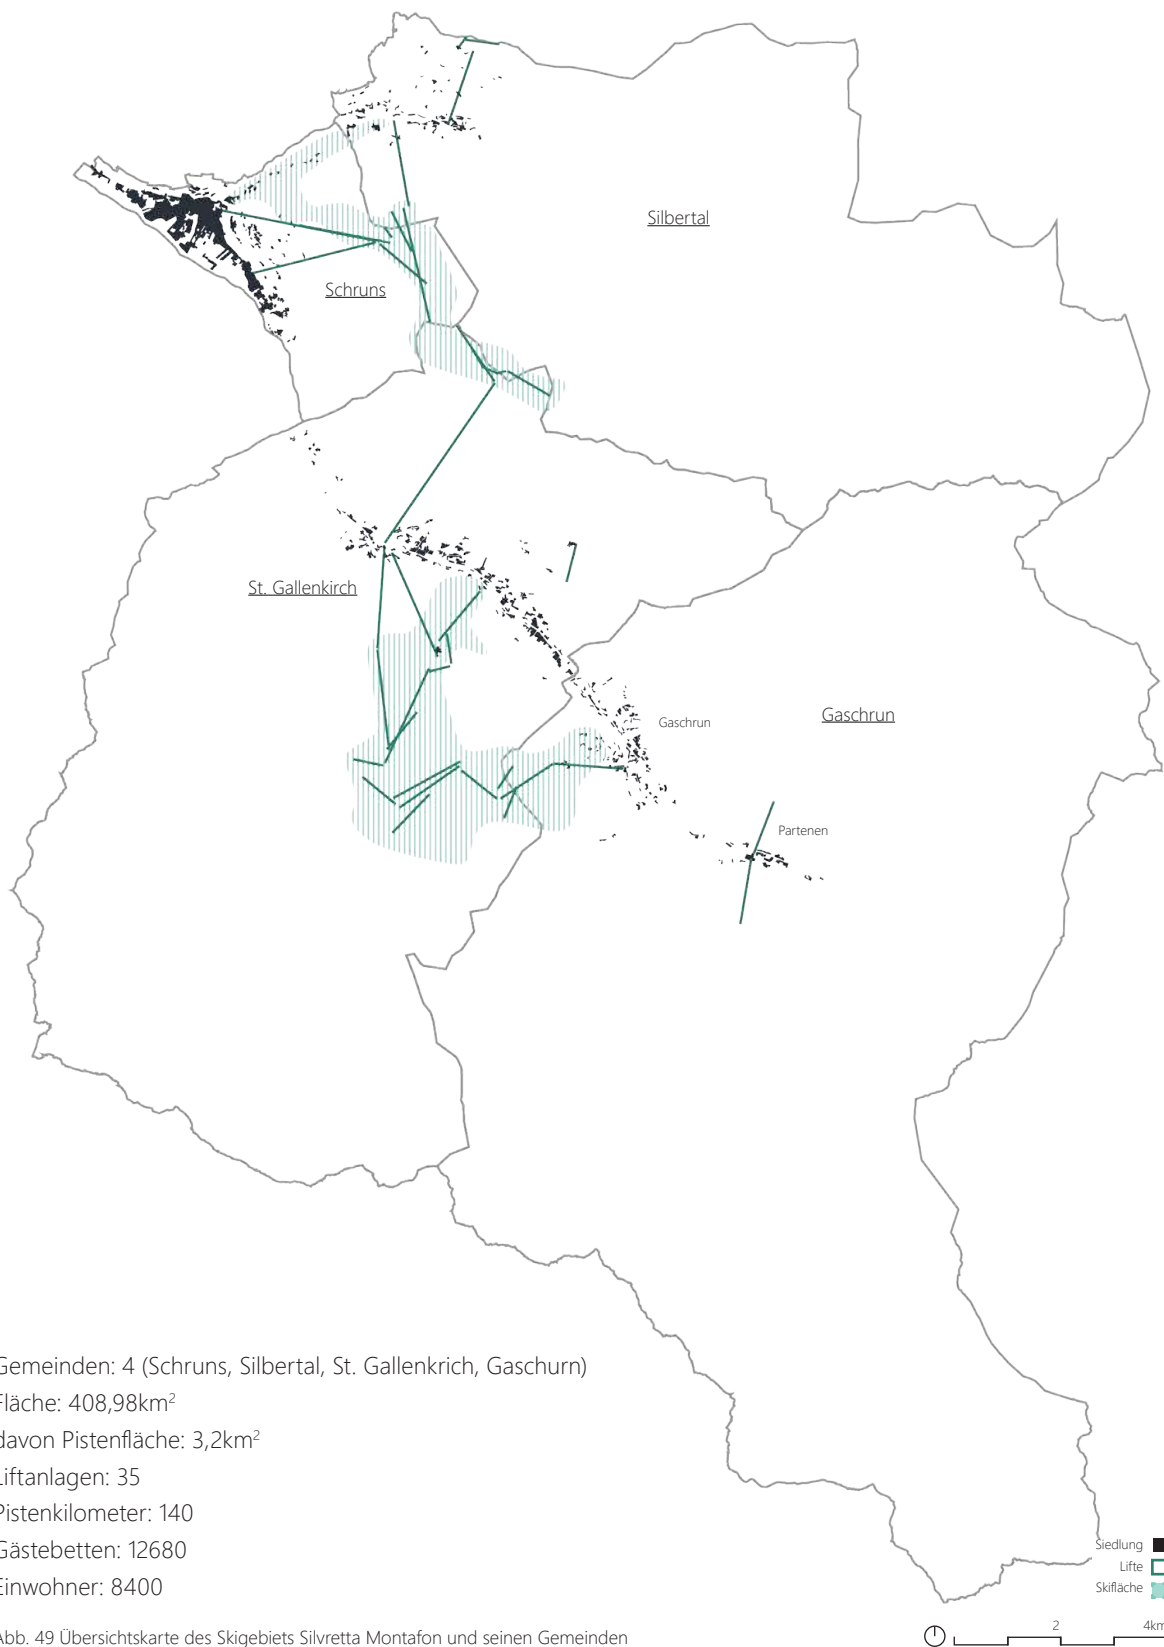 Silbertal
Schruns
St. Gallenkirch
Gaschrun
Gaschrun
Partenen
Gemeinden: 4 (Schruns, Silbertal, St. Gallenkrich, Gaschurn)
Fläche: 408,98km²
davon Pistenfläche: 3,2km²
Liftanlagen: 35
Pistenkilometer: 140
Gästebetten: 12680
Einwohner: 8400
Siedlung
Lifte
Skifläche
2 4km
Abb. 49 Übersichtskarte des Skigebiets Silvretta Montafon und seinen Gemeinden